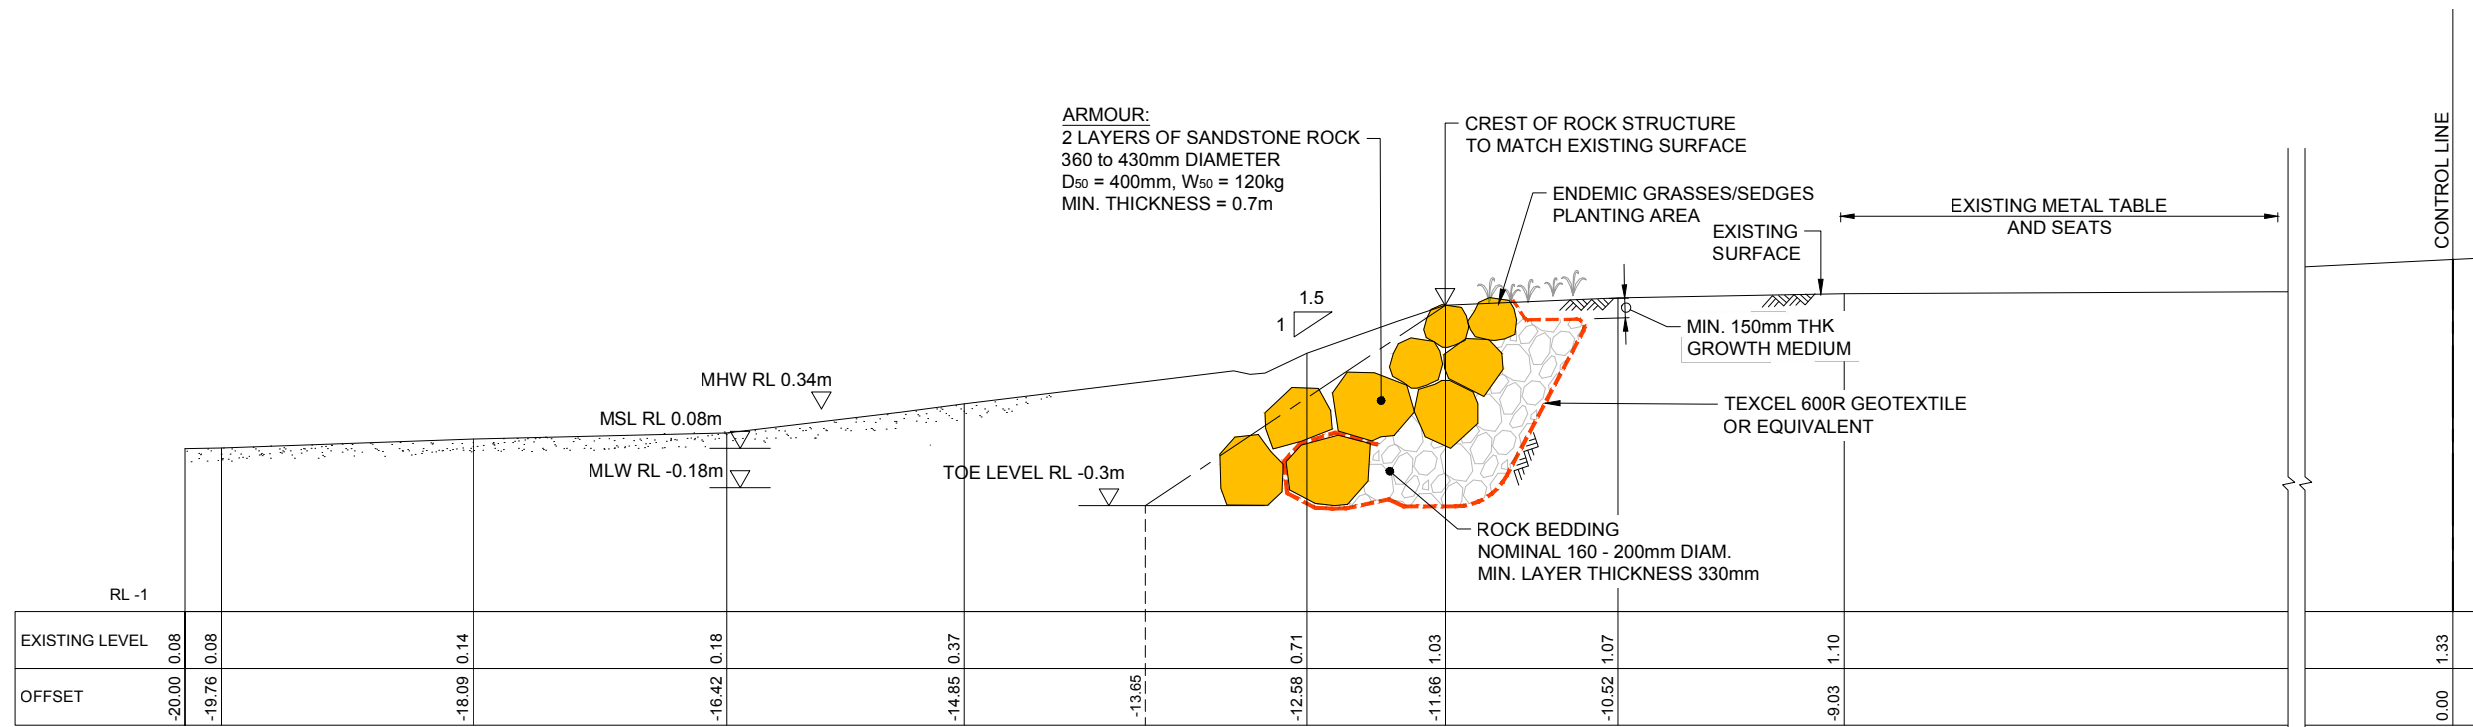 ARMOUR:
2 LAYERS OF SANDSTONE ROCK
360 to 430mm DIAMETER
D50 = 400mm, W50 = 120kg
MIN. THICKNESS = 0.7m
CREST OF ROCK STRUCTURE
TO MATCH EXISTING SURFACE
ENDEMIC GRASSES/SEDGES
PLANTING AREA
EXISTING
SURFACE
EXISTING METAL TABLE
AND SEATS
CONTROL LINE
1.5
1
MIN. 150mm THK
GROWTH MEDIUM
MHW RL 0.34m
MSL RL 0.08m
MLW RL -0.18m
TOE LEVEL RL -0.3m
TEXCEL 600R GEOTEXTILE
OR EQUIVALENT
ROCK BEDDING
NOMINAL 160 - 200mm DIAM.
MIN. LAYER THICKNESS 330mm
RL -1
EXISTING LEVEL 0.08 0.08 0.14 0.18 0.37 0.71 1.03 1.07 1.10 1.33
OFFSET -20.00 -19.76 -18.09 -16.42 -14.85 -13.65 -12.58 -11.66 -10.52 -9.03 0.00